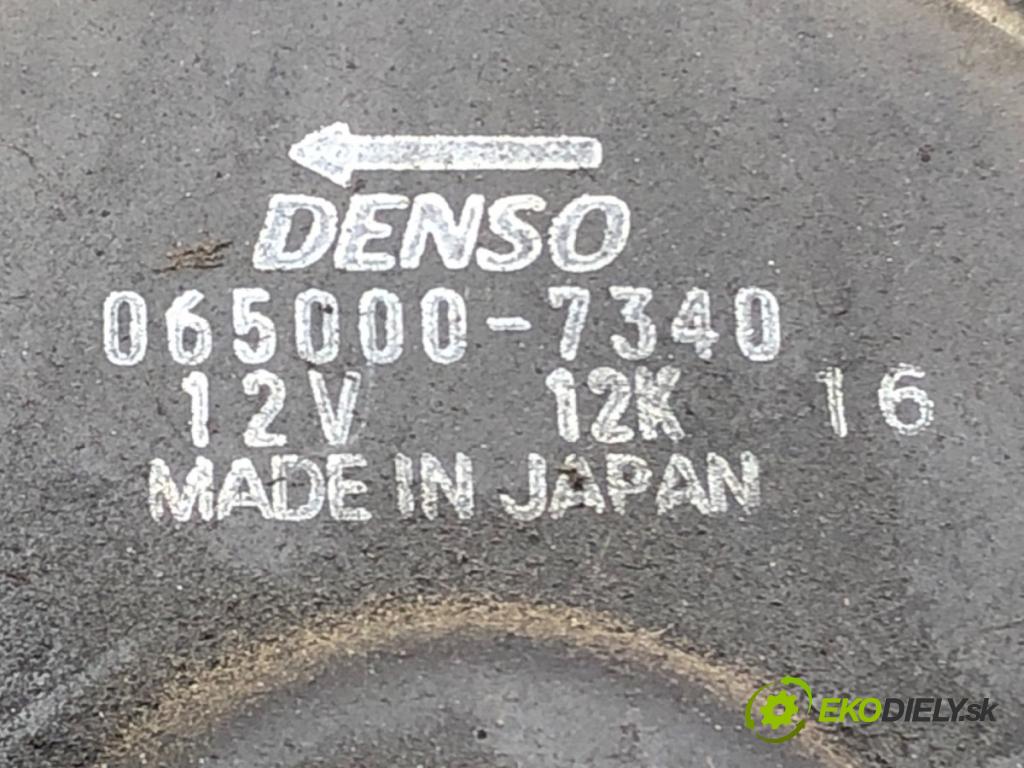 DENSO
065000-7340
12V 12K 16
MADE IN JAPAN
EKODIELY.sk